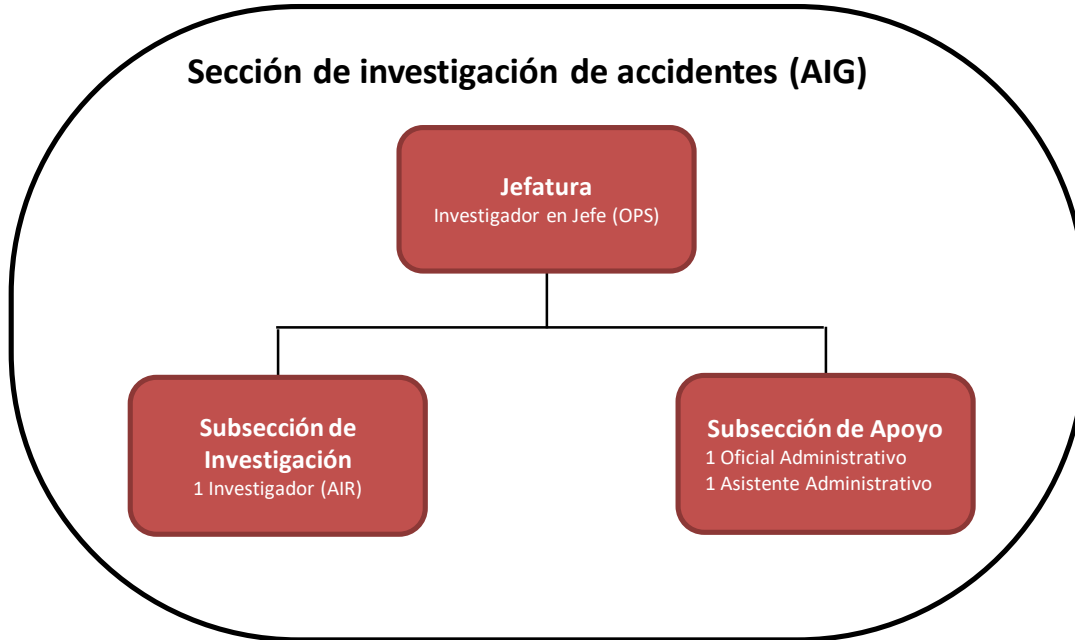 Sección de investigación de accidentes (AIG)
Jefatura
Investigador en Jefe (OPS)
Subsección de
Investigación
1 Investigador (AIR)
Subsección de Apoyo
1 Oficial Administrativo
1 Asistente Administrativo